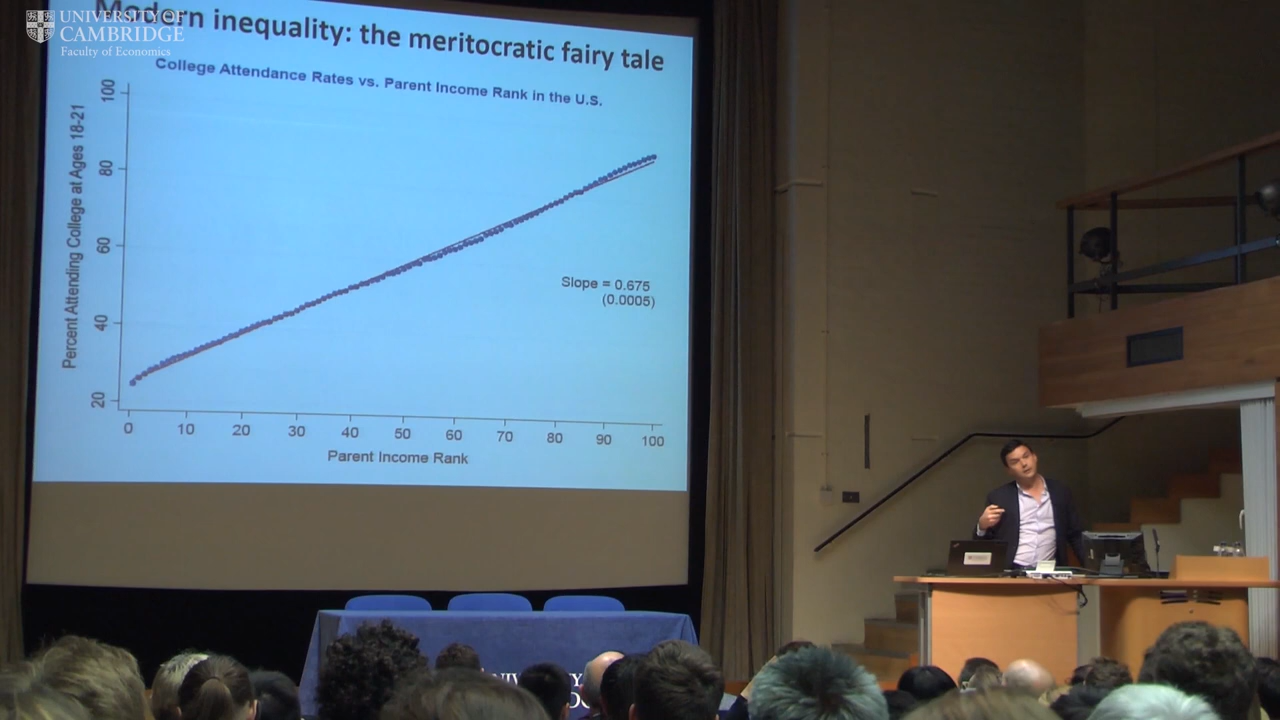 UNIVERSITY OF
CAMBRIDGE
Faculty of Economics
Modern inequality: the meritocratic fairy tale
College Attendance Rates vs. Parent Income Rank in the U.S.
Percent Attending College at Ages 18-21
100
80
60
40
20
Slope = 0.675
(0.0005)
0 10 20 30 40 50 60 70 80 90 100
Parent Income Rank